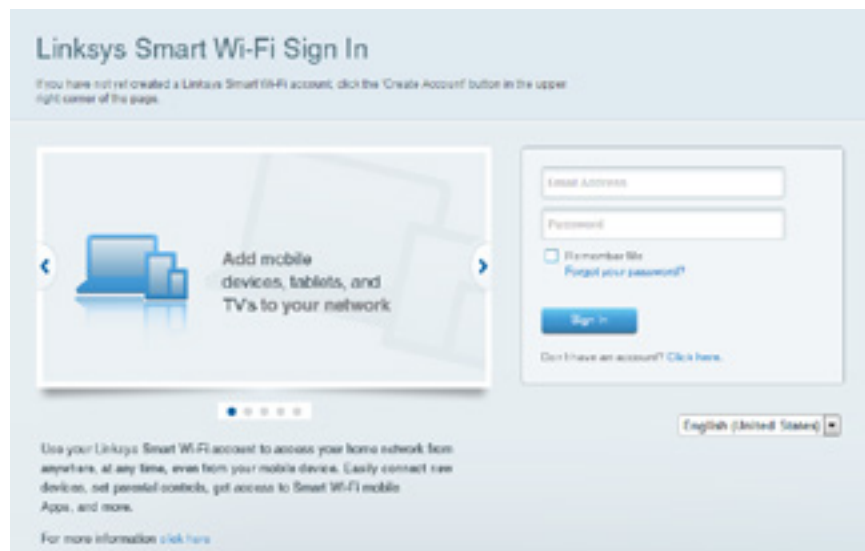 Linksys Smart Wi-Fi Sign In
If you have not yet created a Linksys Smart Wi-Fi account, click the 'Create Account' button in the upper
right corner of the page.
Add mobile
devices, tablets, and
TV's to your network
Email Address
Password
Remember Me
Forgot your password?
Sign In
Don't have an account? Click here.
English (United States)
Use your Linksys Smart Wi-Fi account to access your home network from
anywhere, at any time, even from your mobile device. Easily connect new
devices, set parental controls, get access to Smart Wi-Fi mobile
Apps, and more.
For more information click here